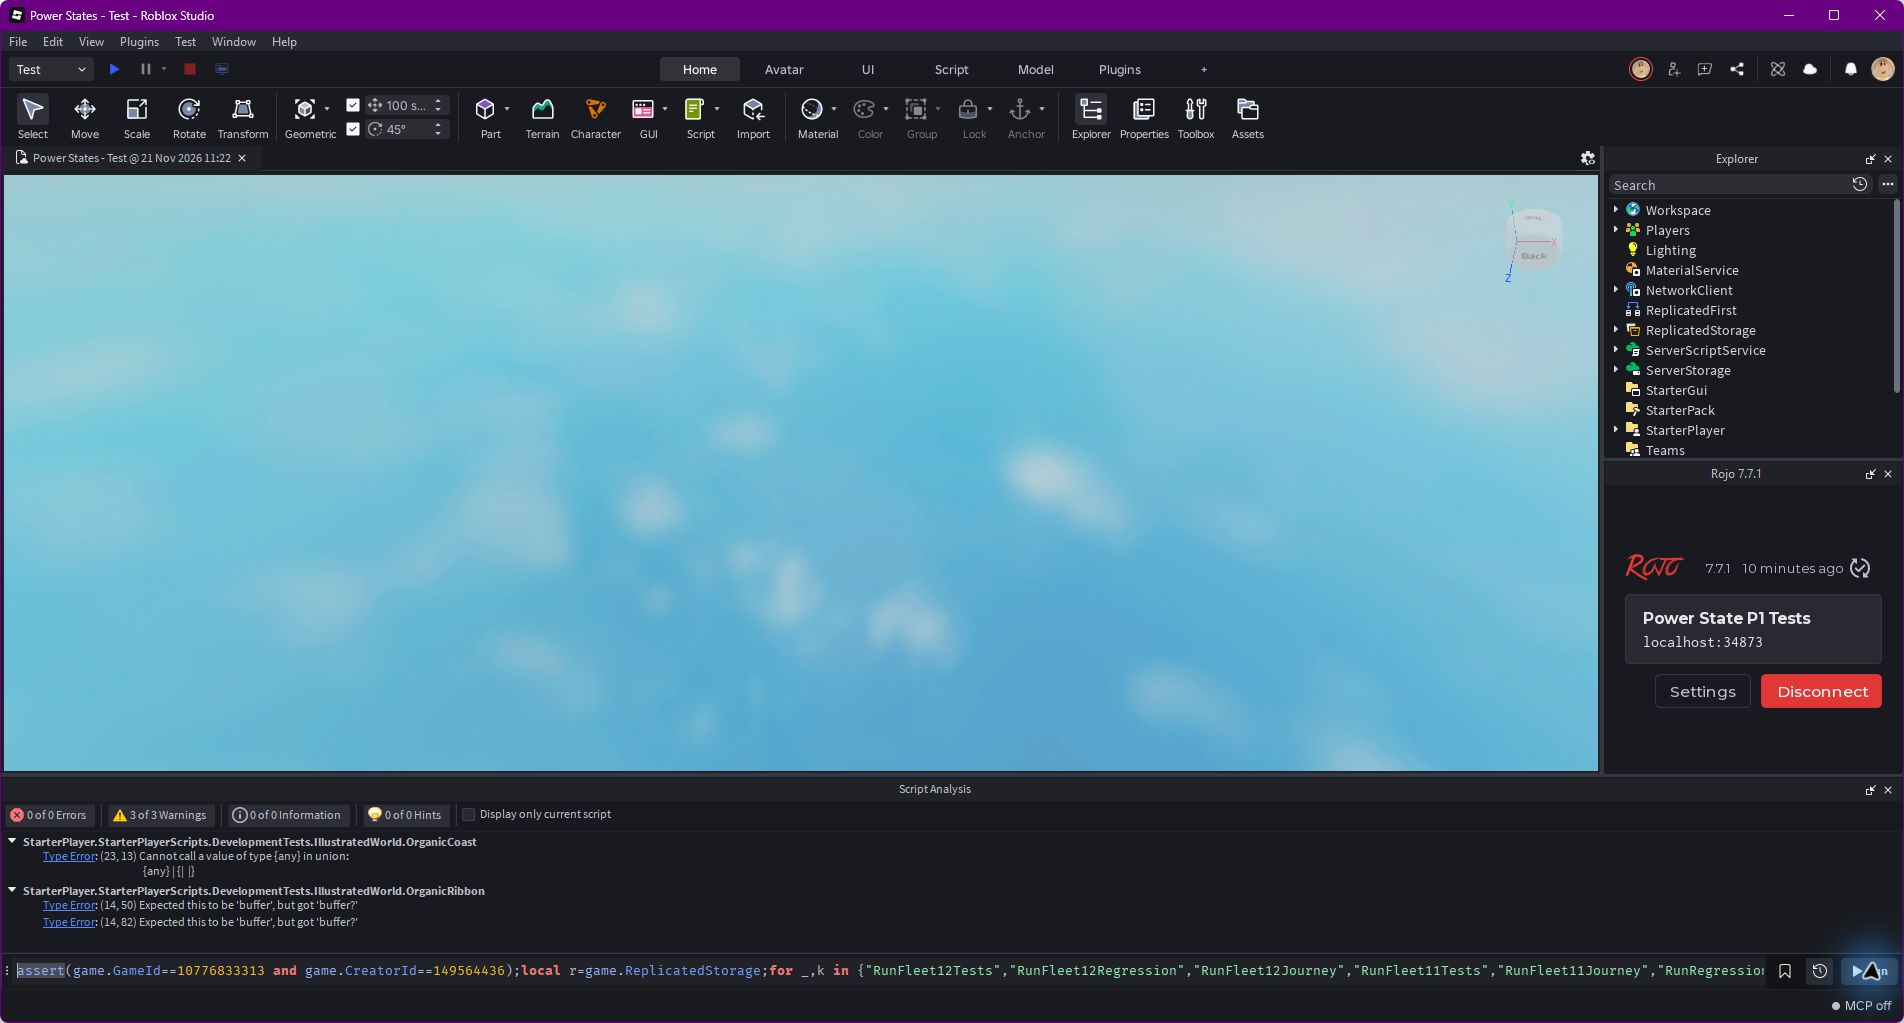 Power States - Test - Roblox Studio
File Edit View Plugins Test Window Help
Test
Home Avatar UI Script Model Plugins +
100 s...
45°
Select Move Scale Rotate Transform Geometric Part Terrain Character GUI Script Import Material Color Group Lock Anchor Explorer Properties Toolbox Assets
Power States - Test @ 21 Nov 2026 11:22
Y
X
Back
Z
Explorer
Search
Workspace
Players
Lighting
MaterialService
NetworkClient
ReplicatedFirst
ReplicatedStorage
ServerScriptService
ServerStorage
StarterGui
StarterPack
StarterPlayer
Teams
Rojo 7.7.1
ROJO 7.7.1 10 minutes ago
Power State P1 Tests
localhost:34873
Settings Disconnect
Script Analysis
0 of 0 Errors 3 of 3 Warnings 0 of 0 Information 0 of 0 Hints Display only current script
StarterPlayer.StarterPlayerScripts.DevelopmentTests.IllustratedWorld.OrganicCoast
Type Error: (23, 13) Cannot call a value of type {any} in union:
{any} | {| |}
StarterPlayer.StarterPlayerScripts.DevelopmentTests.IllustratedWorld.OrganicRibbon
Type Error: (14, 50) Expected this to be 'buffer', but got 'buffer?'
Type Error: (14, 82) Expected this to be 'buffer', but got 'buffer?'
assert(game.GameId==10776833313 and game.CreatorId==149564436);local r=game.ReplicatedStorage;for _,k in {"RunFleet12Tests","RunFleet12Regression","RunFleet12Journey","RunFleet11Tests","RunFleet11Journey","RunRegression
MCP off